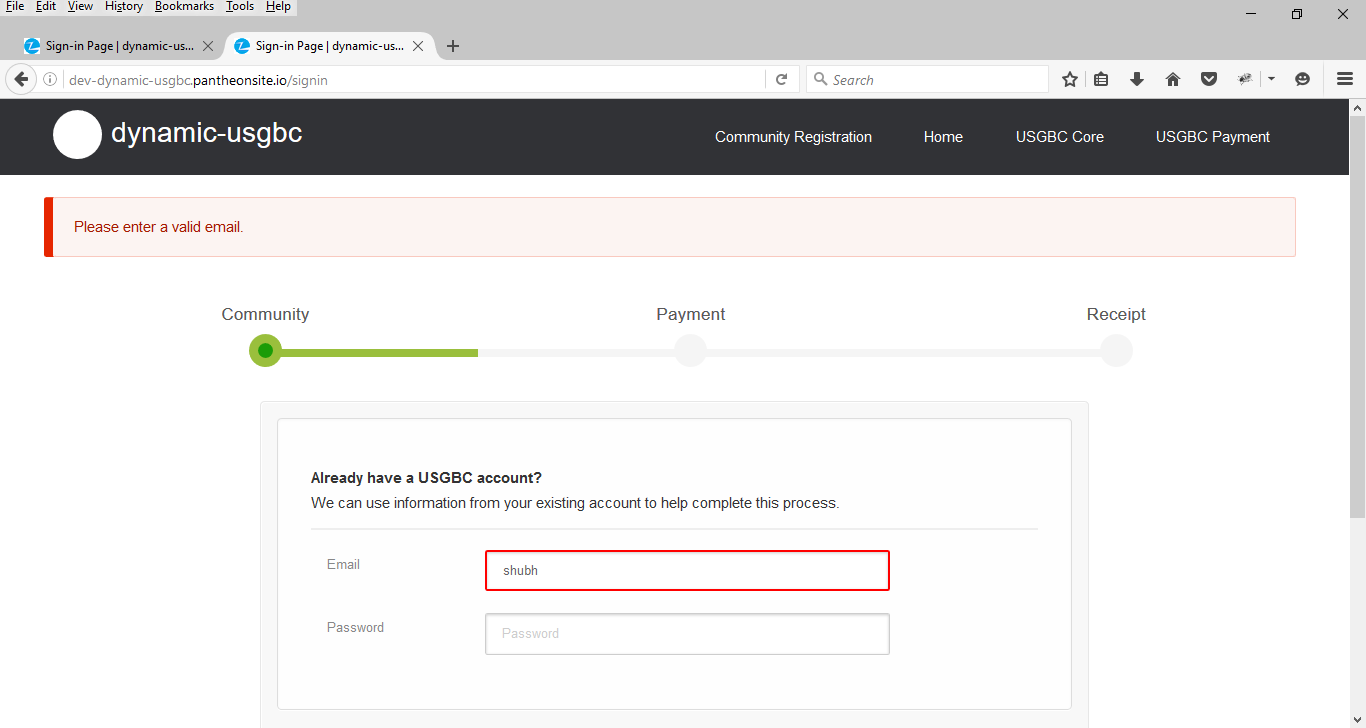 File Edit View History Bookmarks Tools Help
Sign-in Page | dynamic-us... Sign-in Page | dynamic-us...
dev-dynamic-usgbc.pantheonsite.io/signin Search
dynamic-usgbc Community Registration Home USGBC Core USGBC Payment
Please enter a valid email.
Community Payment Receipt
Already have a USGBC account?
We can use information from your existing account to help complete this process.
Email shubh
Password Password